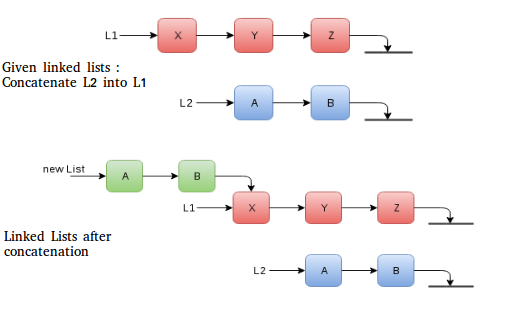 L1 X Y Z
Given linked lists :
Concatenate L2 into L1
L2 A B
new List A B
L1 X Y Z
Linked Lists after
concatenation
L2 A B